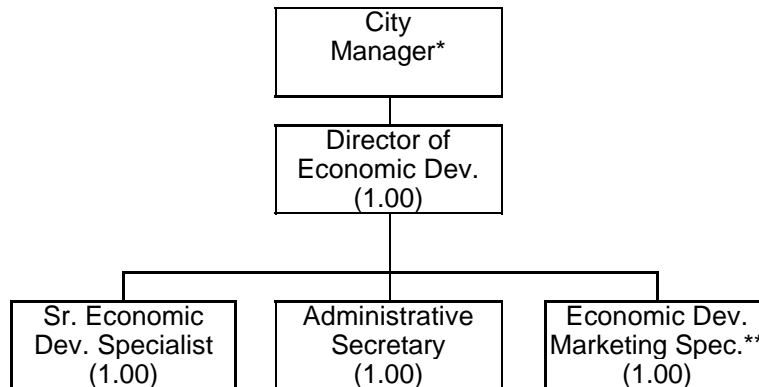 City
Manager*
Director of
Economic Dev.
(1.00)
Sr. Economic
Dev. Specialist
(1.00)
Administrative
Secretary
(1.00)
Economic Dev.
Marketing Spec.**
(1.00)